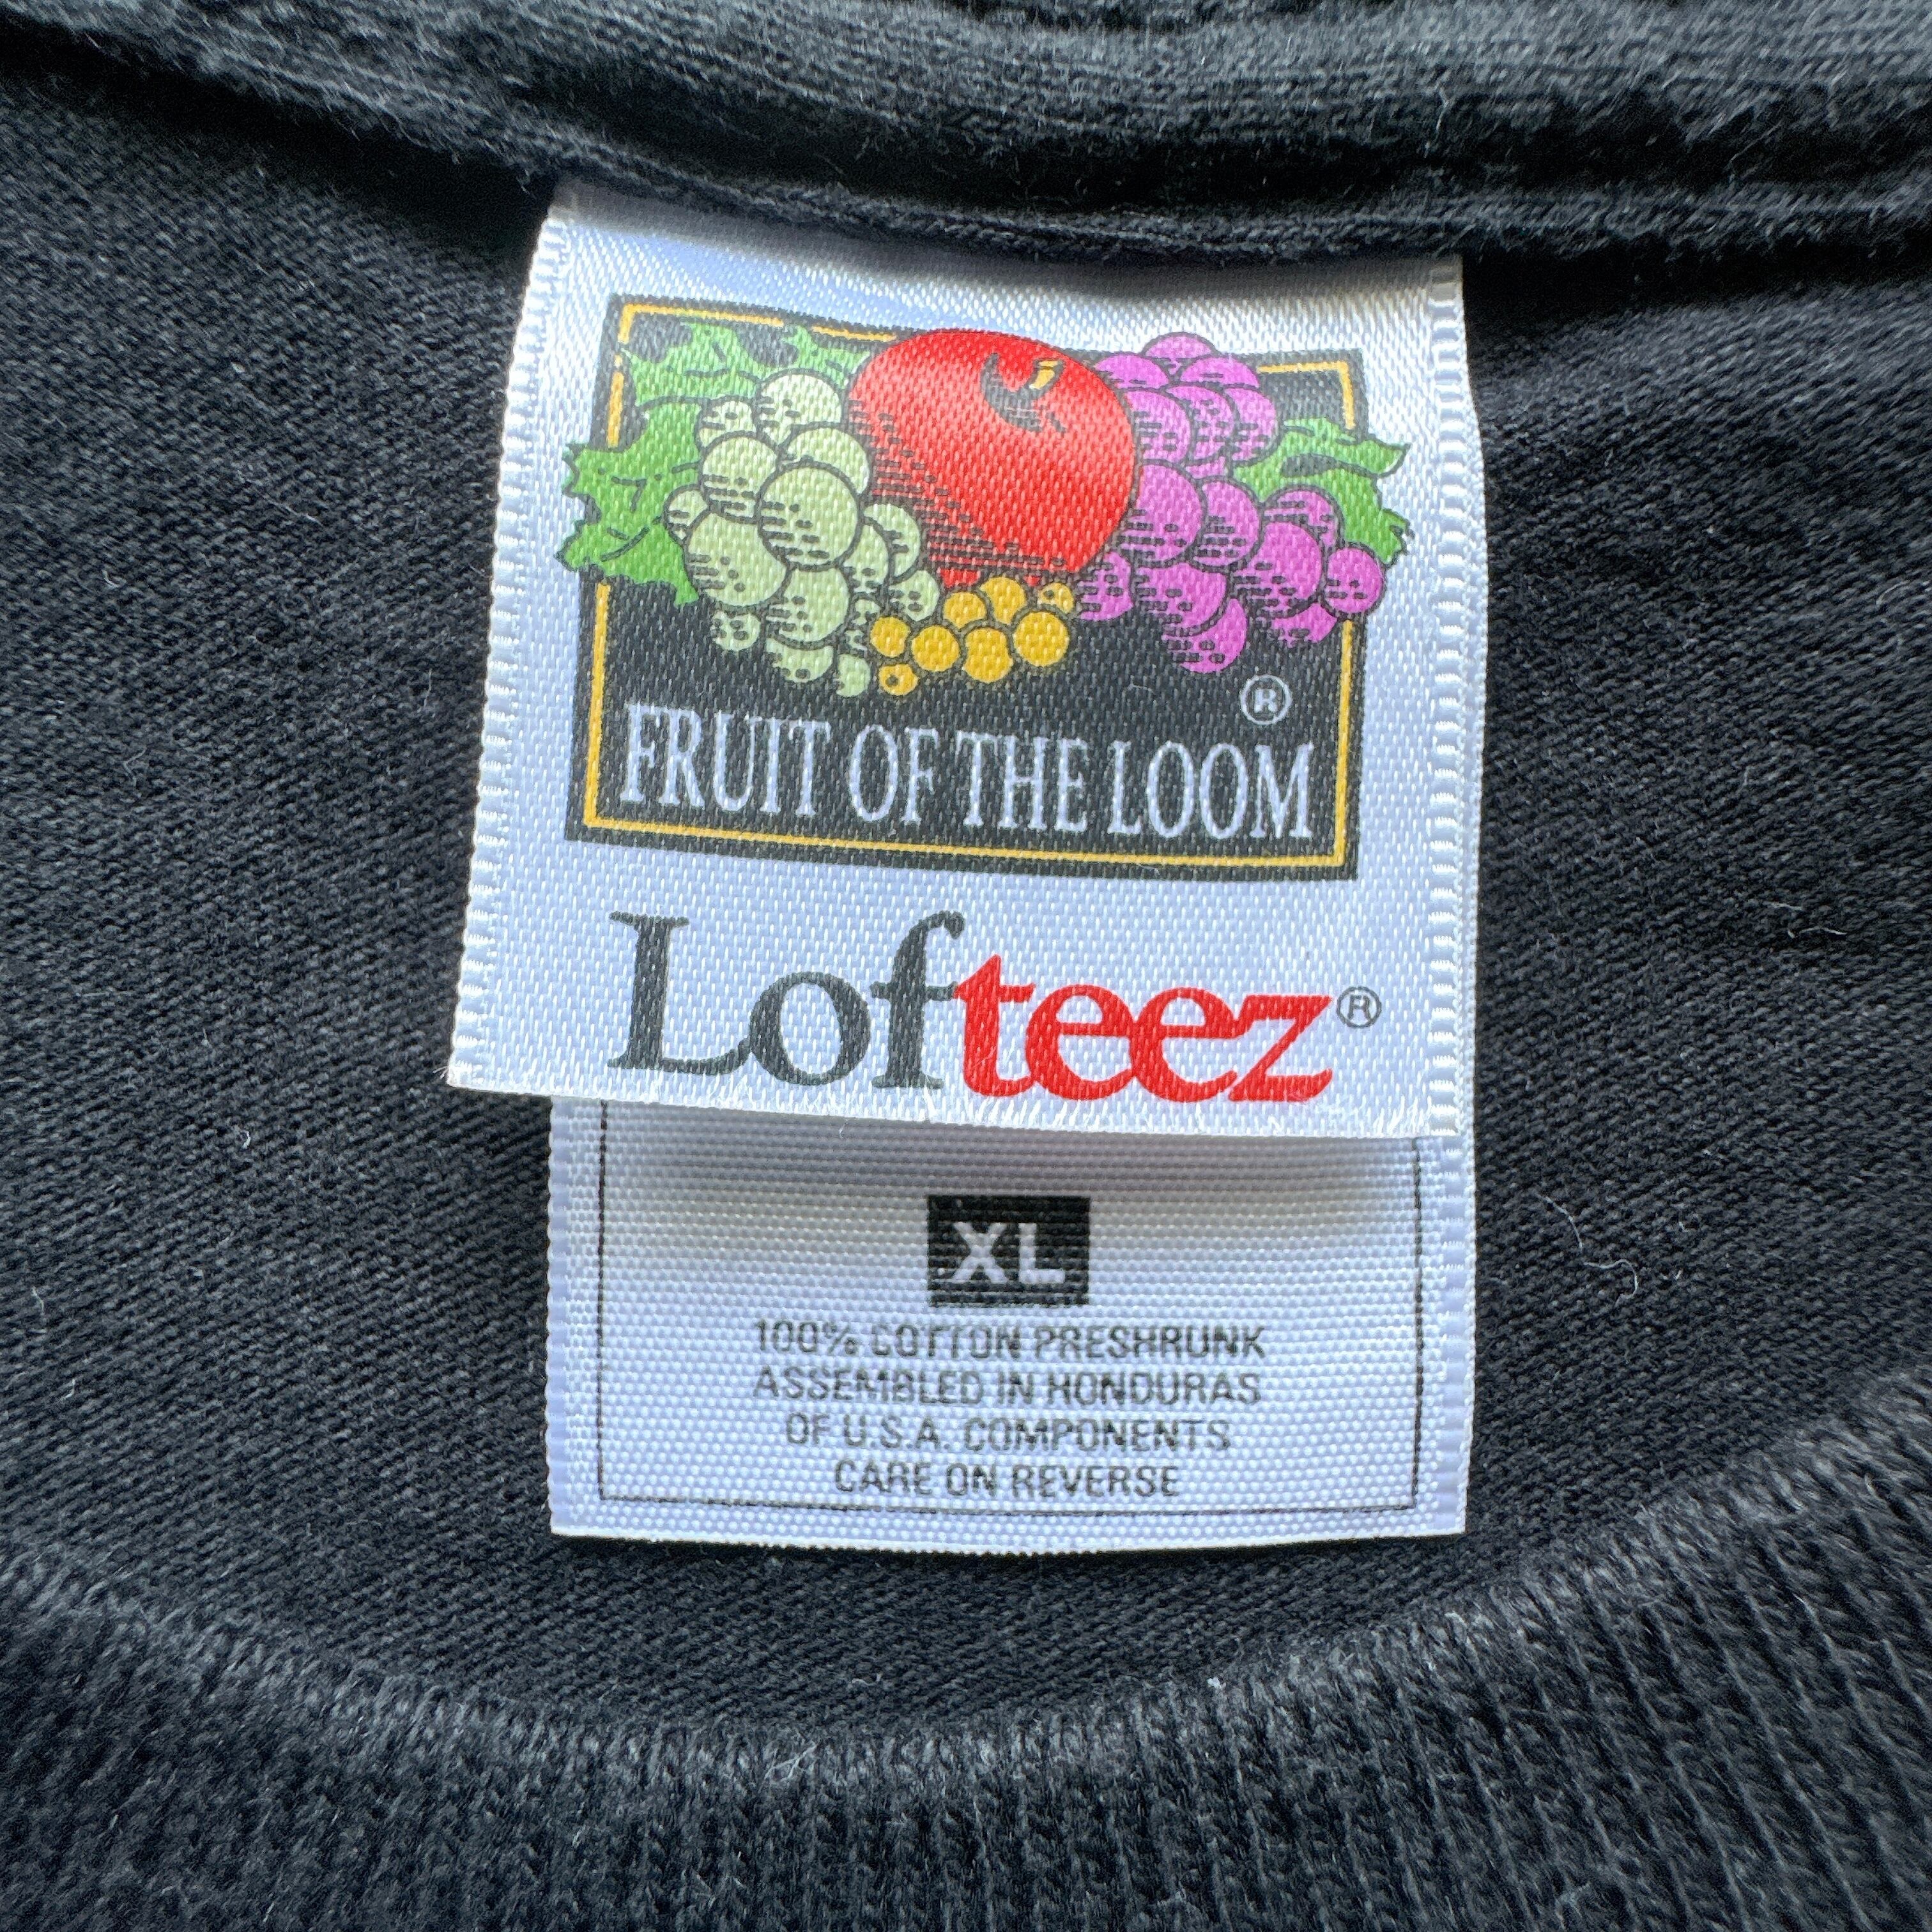 ®
FRUIT OF THE LOOM
Lofteez®
XL
100% COTTON PRESHRUNK
ASSEMBLED IN HONDURAS
OF U.S.A. COMPONENTS
CARE ON REVERSE